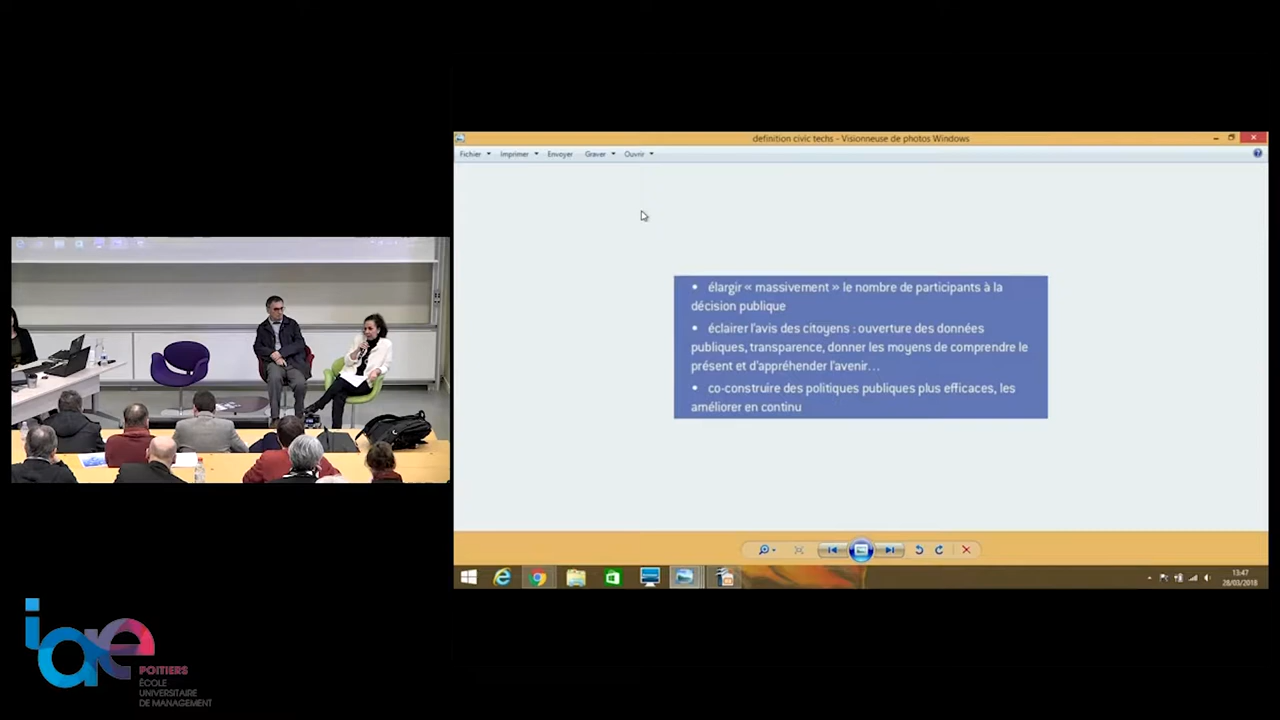 definition civic techs - Visionneuse de photos Windows
Fichier Imprimer Envoyer Graver Ouvrir
• élargir « massivement » le nombre de participants à la
décision publique
• éclairer l'avis des citoyens : ouverture des données
publiques, transparence, donner les moyens de comprendre le
présent et d'appréhender l'avenir...
• co-construire des politiques publiques plus efficaces, les
améliorer en continu
13:47
28/03/2018
iae
POITIERS
ÉCOLE
UNIVERSITAIRE
DE MANAGEMENT